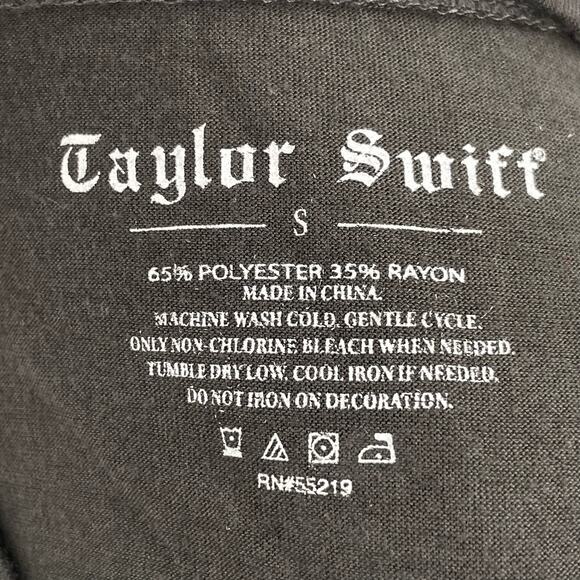 Taylor Swift®
S
65% POLYESTER 35% RAYON
MADE IN CHINA.
MACHINE WASH COLD, GENTLE CYCLE.
ONLY NON-CHLORINE BLEACH WHEN NEEDED.
TUMBLE DRY LOW, COOL IRON IF NEEDED,
DO NOT IRON ON DECORATION.
RN#55219